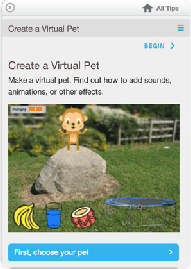 All Tips
Create a Virtual Pet
BEGIN
Create a Virtual Pet
Make a virtual pet. Find out how to add sounds,
animations, or other effects.
First, choose your pet